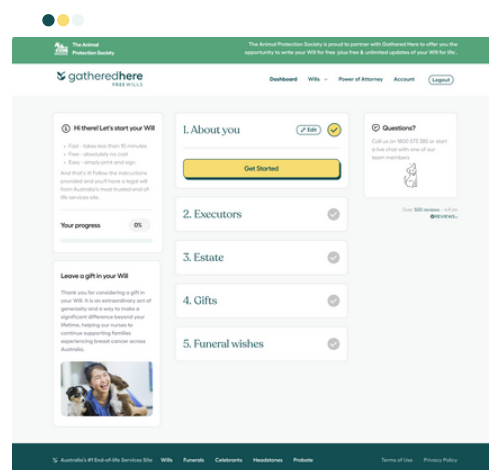 The Animal
Protection Society
The Animal Protection Society is proud to partner with Gathered Here to offer you the
opportunity to write your Will for free plus free & unlimited updates of your Will for life.
gatheredhere
FREE WILLS
Dashboard Wills Power of Attorney Account Logout
Hi there! Let's start your Will
Fast - takes less than 10 minutes
Free - absolutely no cost
Easy - simply print and sign
And that's it! Follow the instructions
provided and you'll have a legal will
from Australia's most trusted end-of-
life services site.
Your progress 0%
Leave a gift in your Will
Thank you for considering a gift in
your Will. It is an extraordinary act of
generosity and a way to make a
significant difference beyond your
lifetime, helping our nurses to
continue supporting families
experiencing breast cancer across
Australia.
1. About you
Edit
Get Started
2. Executors
3. Estate
4. Gifts
5. Funeral wishes
Questions?
Call us on 1800 572 385 or start
a live chat with one of our
team members
Over 500 reviews -
REVIEWS.io
Australia's #1 End-of-life Services Site Wills Funerals Celebrants Headstones Probate Terms of Use Privacy Policy